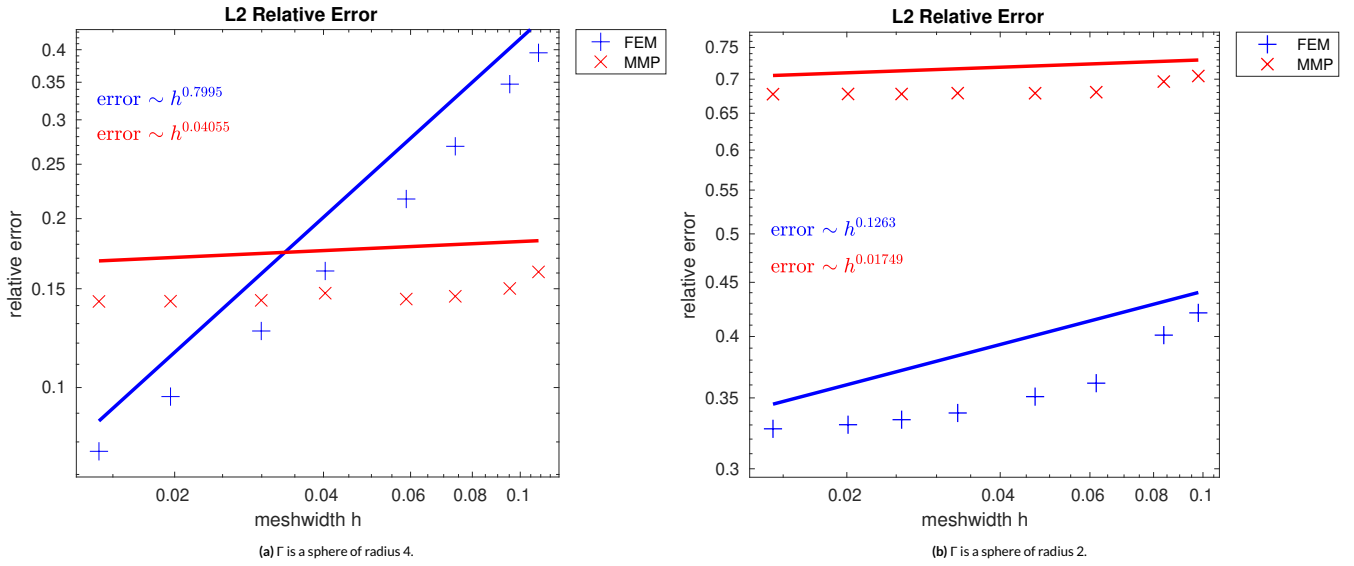 L2 Relative Error
FEM
MMP
error ∼ h^0.7995
error ∼ h^0.04055
relative error
0.4
0.35
0.3
0.25
0.2
0.15
0.1
0.02 0.04 0.06 0.08 0.1
meshwidth h
(a) Γ is a sphere of radius 4.
L2 Relative Error
FEM
MMP
error ∼ h^0.1263
error ∼ h^0.01749
relative error
0.75
0.7
0.65
0.6
0.55
0.5
0.45
0.4
0.35
0.3
0.02 0.04 0.06 0.08 0.1
meshwidth h
(b) Γ is a sphere of radius 2.